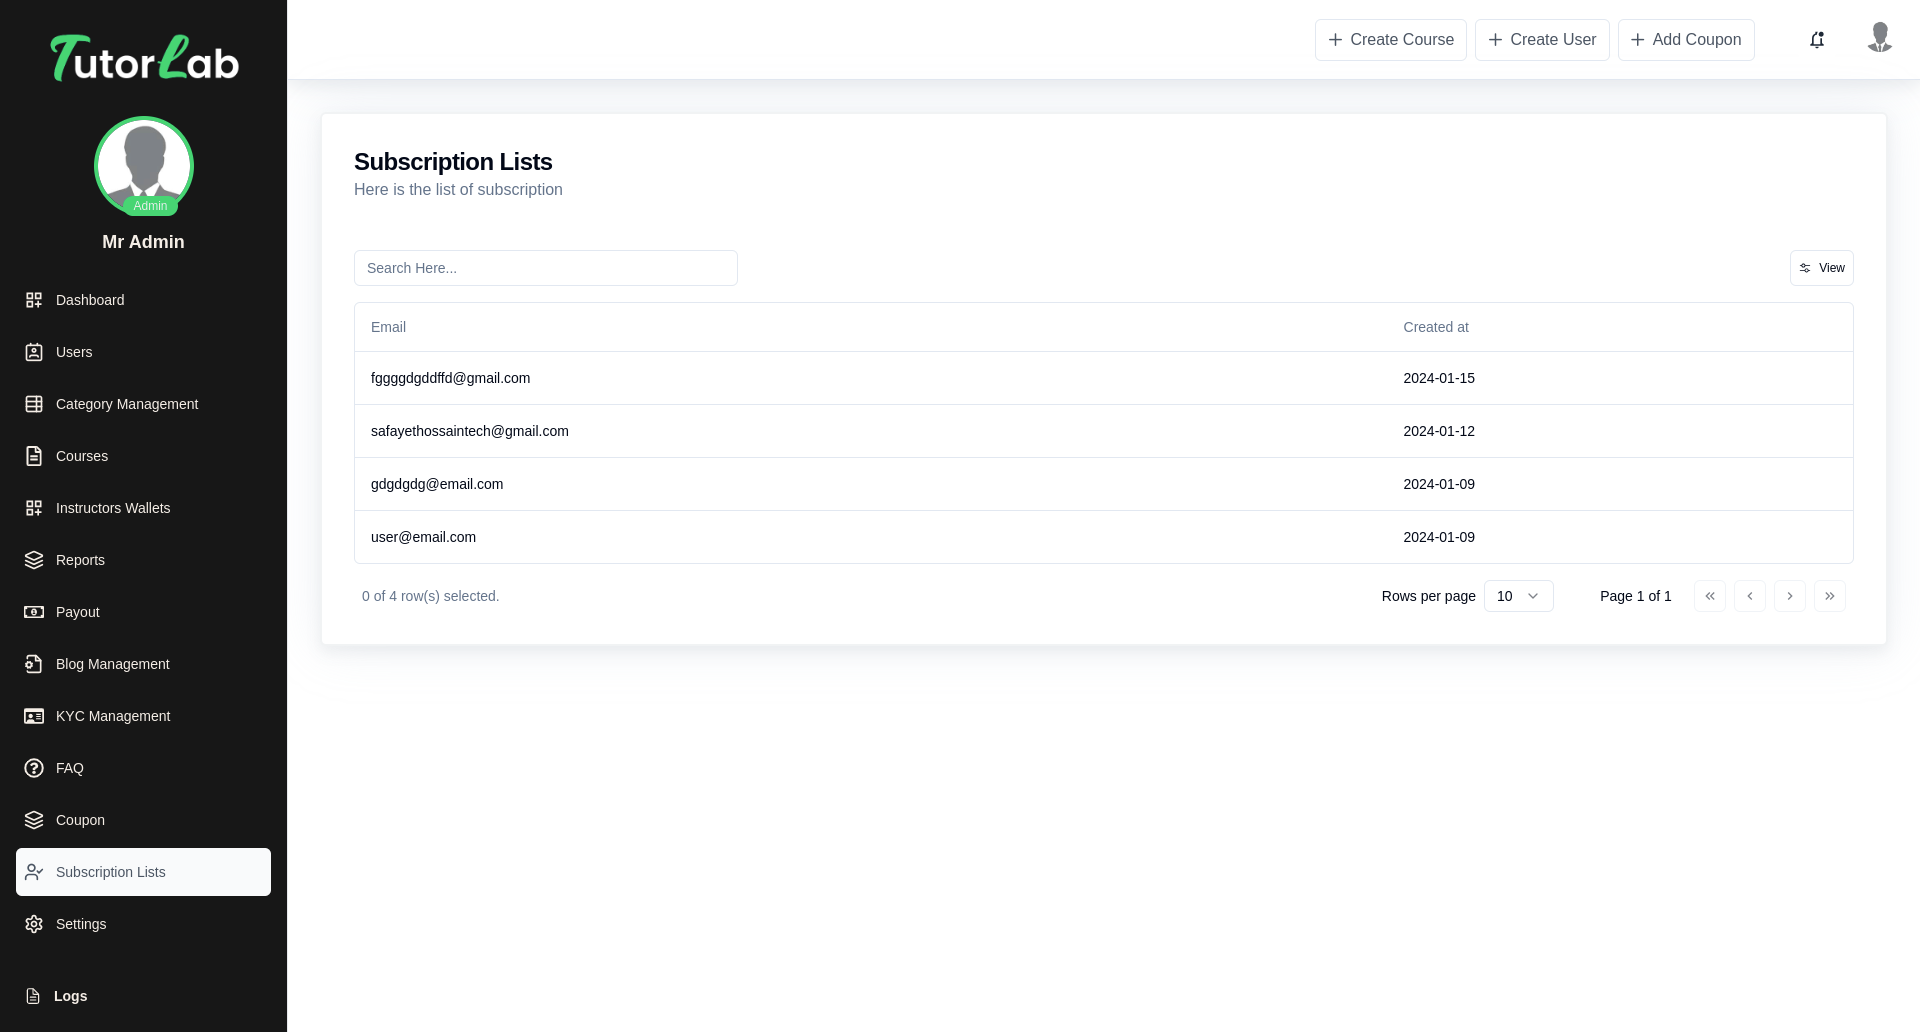 TutorLab
Admin
Mr Admin
Dashboard
Users
Category Management
Courses
Instructors Wallets
Reports
Payout
Blog Management
KYC Management
FAQ
Coupon
Subscription Lists
Settings
Logs
Create Course
Create User
Add Coupon
Subscription Lists
Here is the list of subscription
Search Here...
View
Email Created at
fggggdgddffd@gmail.com 2024-01-15
safayethossaintech@gmail.com 2024-01-12
gdgdgdg@email.com 2024-01-09
user@email.com 2024-01-09
0 of 4 row(s) selected. Rows per page 10 Page 1 of 1